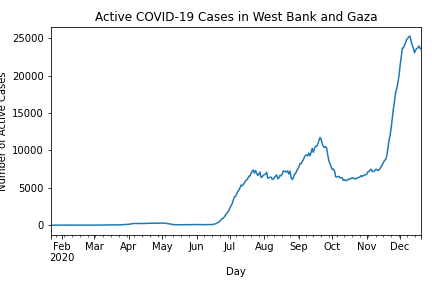 Active COVID-19 Cases in West Bank and Gaza
Number of Active Cases
25000
20000
15000
10000
5000
0
Feb Mar Apr May Jun Jul Aug Sep Oct Nov Dec
2020
Day